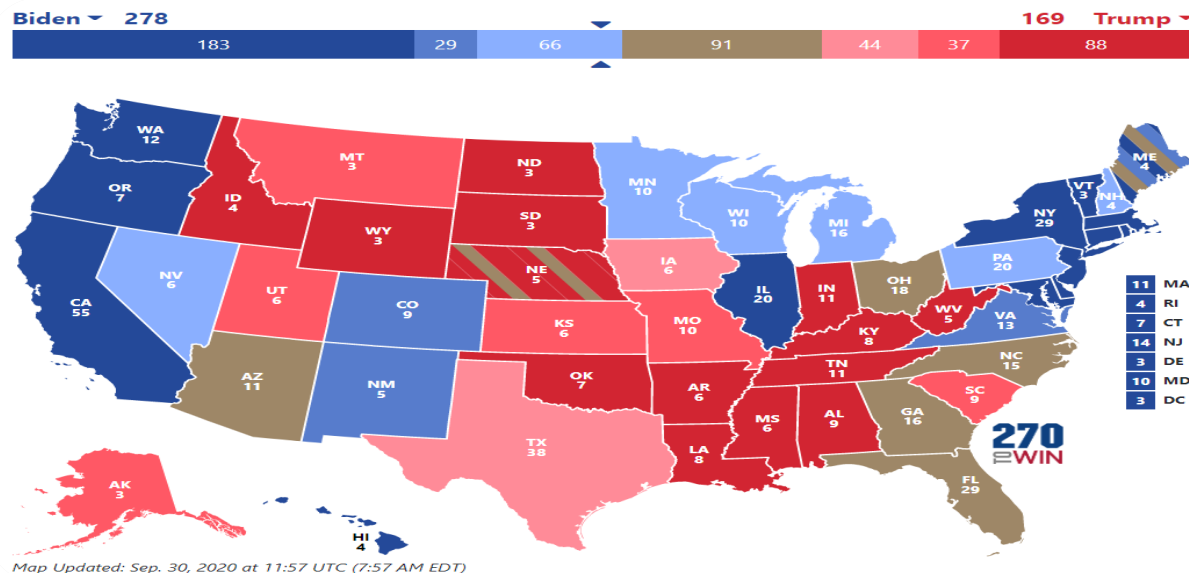 Biden 278 169 Trump
183 29 66 91 44 37 88
WA
12
OR
7
CA
55
NV
6
ID
4
MT
3
WY
3
UT
6
AZ
11
CO
9
NM
5
ND
3
SD
3
NE
5
KS
6
OK
7
TX
38
MN
10
IA
6
MO
10
AR
6
LA
8
WI
10
IL
20
MI
16
IN
11
OH
18
KY
8
TN
11
MS
6
AL
9
GA
16
FL
29
SC
9
NC
15
VA
13
WV
5
PA
20
NY
29
VT
3
NH
4
ME
4
AK
3
HI
4
11 MA
4 RI
7 CT
14 NJ
3 DE
10 MD
3 DC
270
TO WIN
Map Updated: Sep. 30, 2020 at 11:57 UTC (7:57 AM EDT)